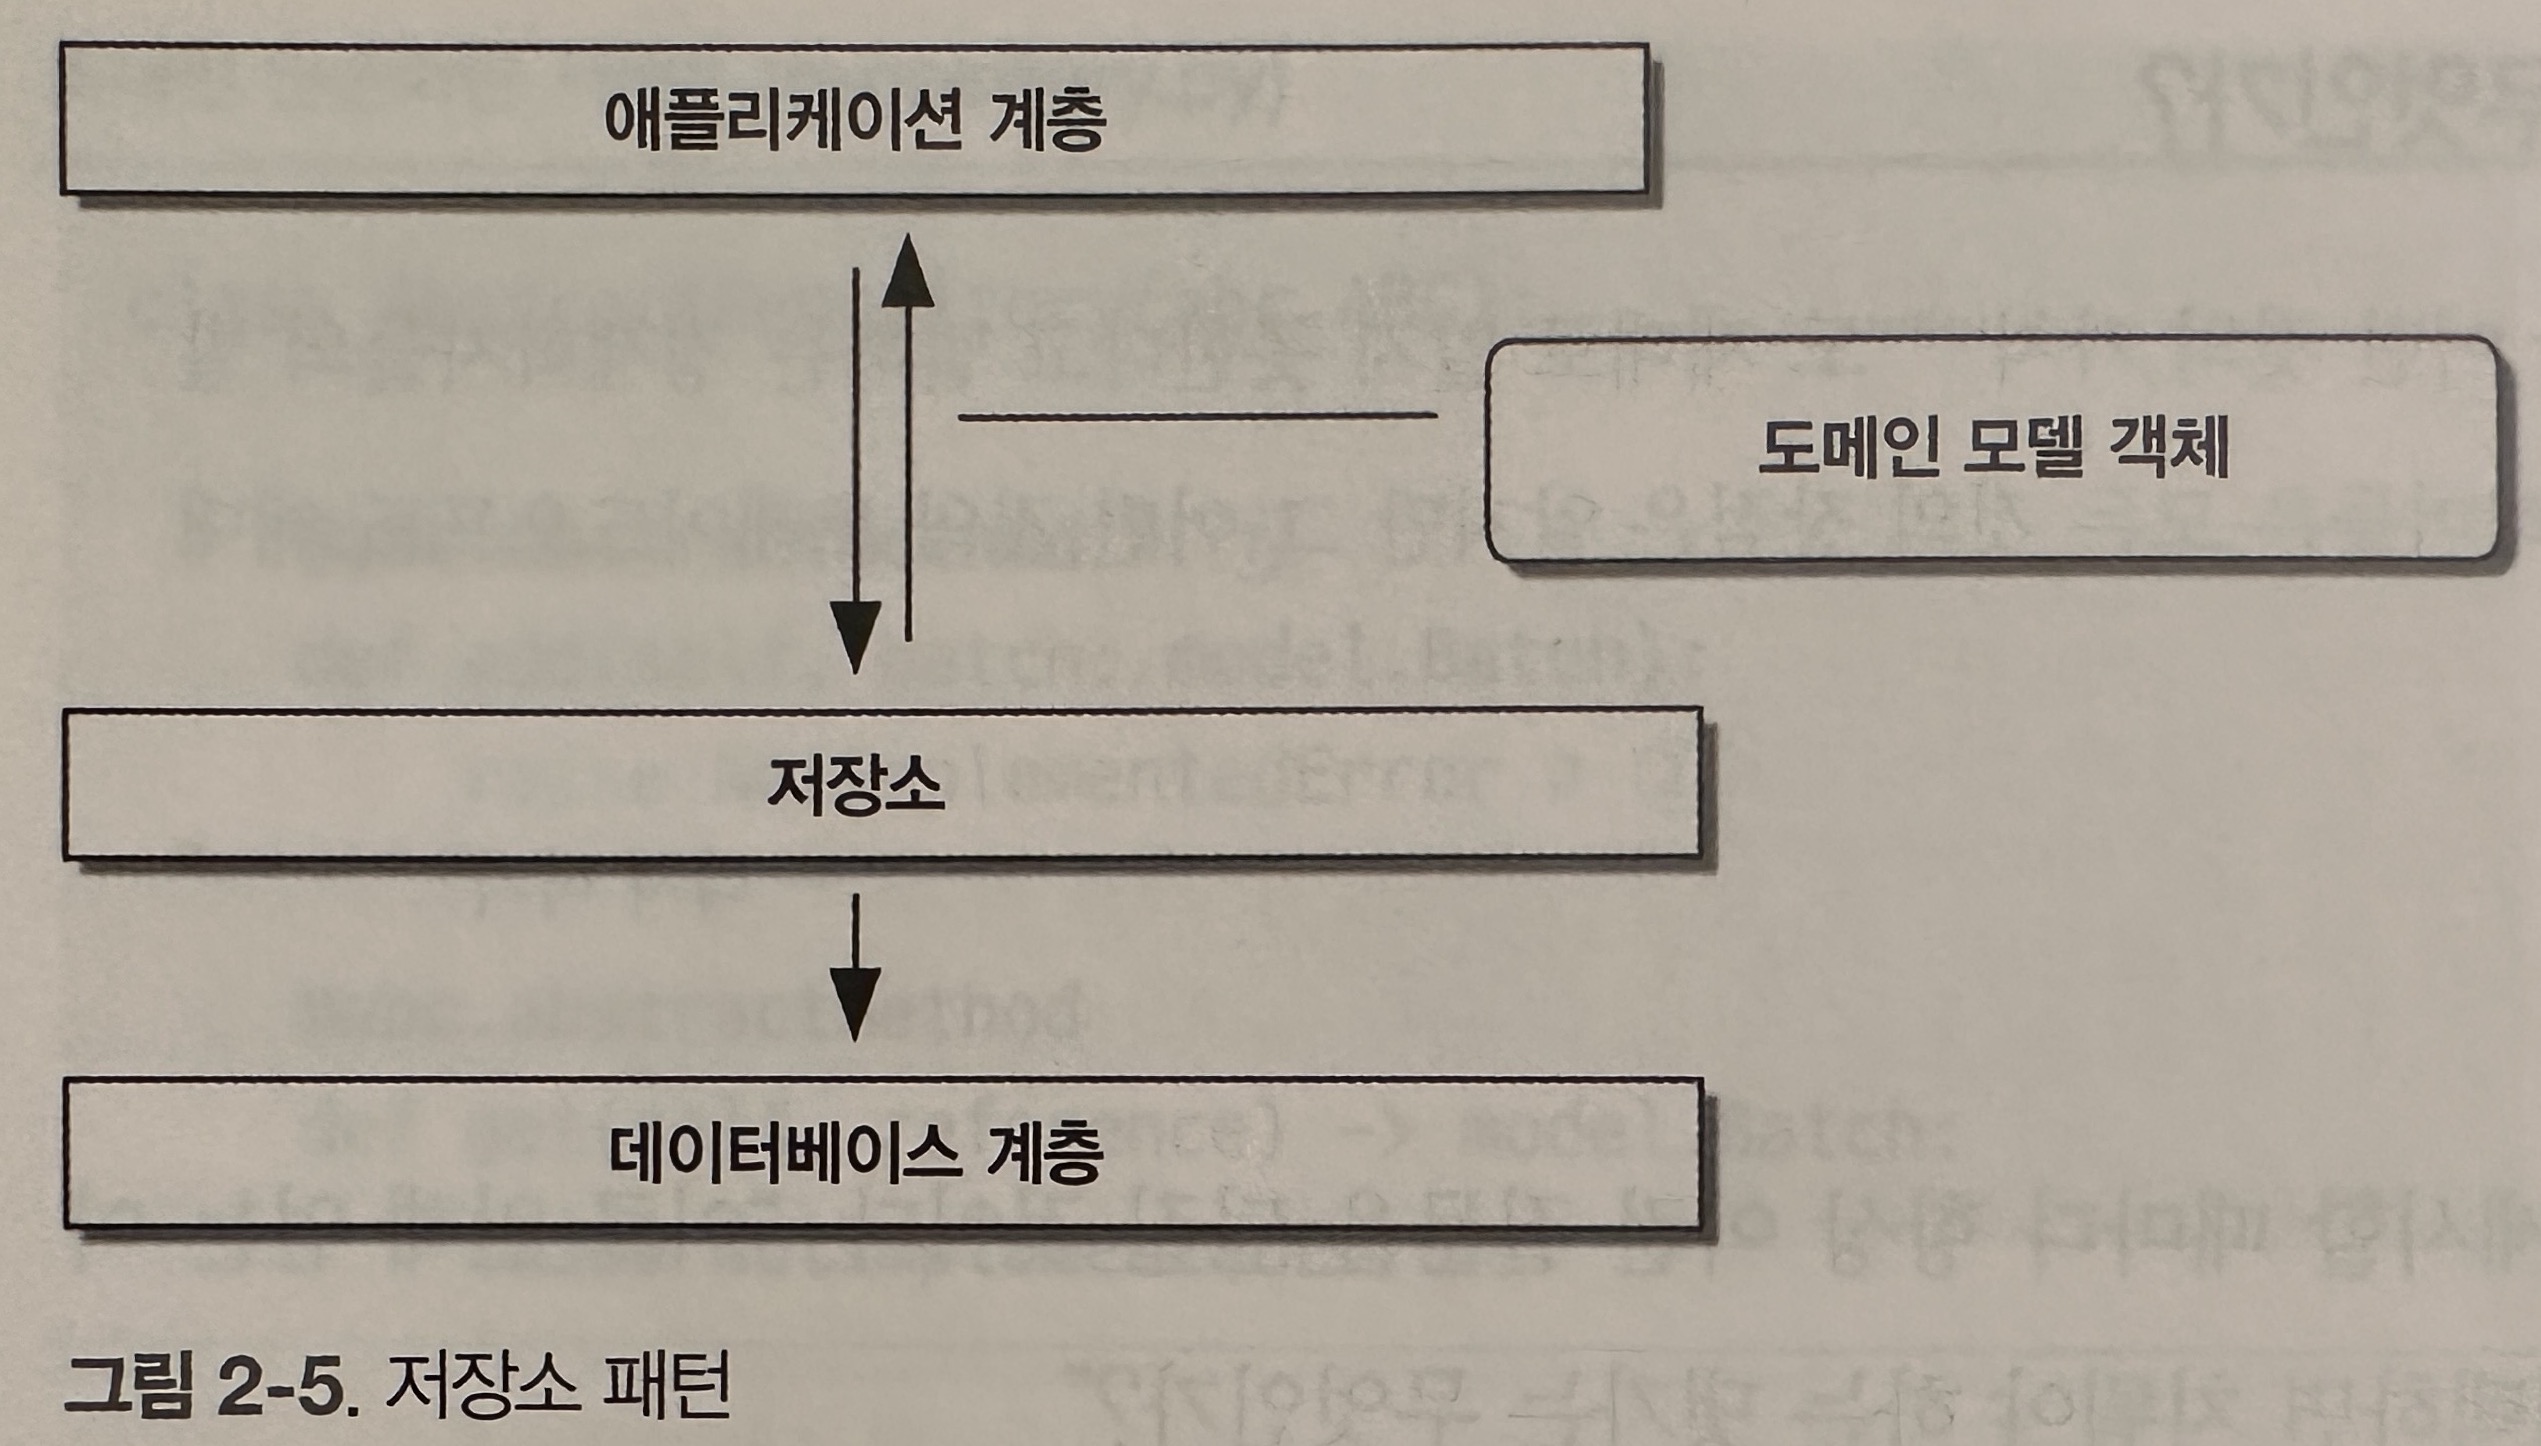 애플리케이션 계층
도메인 모델 객체
저장소
데이터베이스 계층
그림 2-5. 저장소 패턴